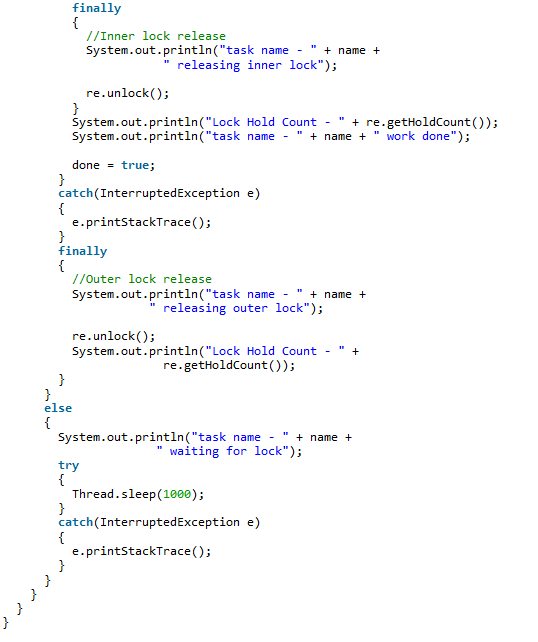 finally
{
//Inner lock release
System.out.println("task name - " + name +
" releasing inner lock");
re.unlock();
}
System.out.println("Lock Hold Count - " + re.getHoldCount());
System.out.println("task name - " + name + " work done");
done = true;
}
catch(InterruptedException e)
{
e.printStackTrace();
}
finally
{
//Outer lock release
System.out.println("task name - " + name +
" releasing outer lock");
re.unlock();
System.out.println("Lock Hold Count - " +
re.getHoldCount());
}
}
else
{
System.out.println("task name - " + name +
" waiting for lock");
try
{
Thread.sleep(1000);
}
catch(InterruptedException e)
{
e.printStackTrace();
}
}
}
}
}